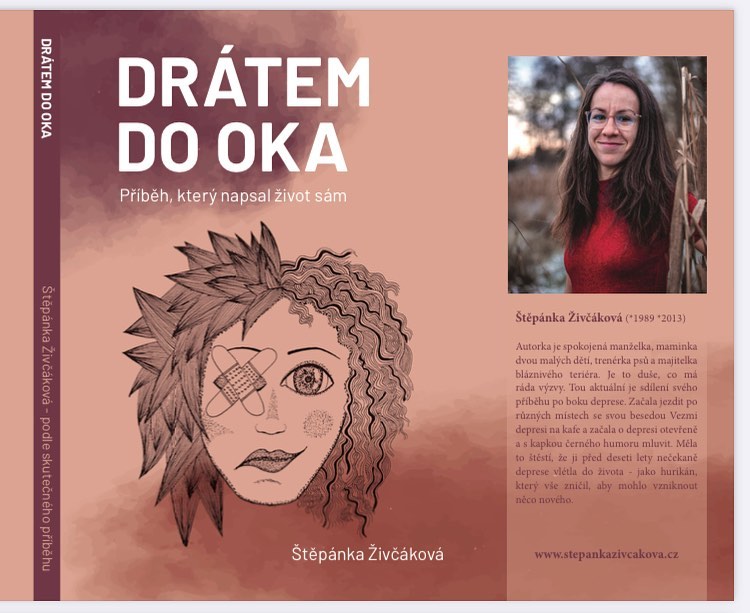 DRÁTEM DO OKA
Štěpánka Živčáková - podle skutečného příběhu
DRÁTEM
DO OKA
Příběh, který napsal život sám
Štěpánka Živčáková
Štěpánka Živčáková (*1989 *2013)
Autorka je spokojená manželka, maminka
dvou malých dětí, trenérka psů a majitelka
bláznivého teriéra. Je to duše, co má
ráda výzvy. Tou aktuální je sdílení svého
příběhu po boku deprese. Začala jezdit po
různých místech se svou besedou Vezmi
depresi na kafe a začala o depresi otevřeně
a s kapkou černého humoru mluvit. Měla
to štěstí, že jí před deseti lety nečekaně
deprese vlétla do života - jako hurikán,
který vše zničil, aby mohlo vzniknout
něco nového.
www.stepankazivcakova.cz